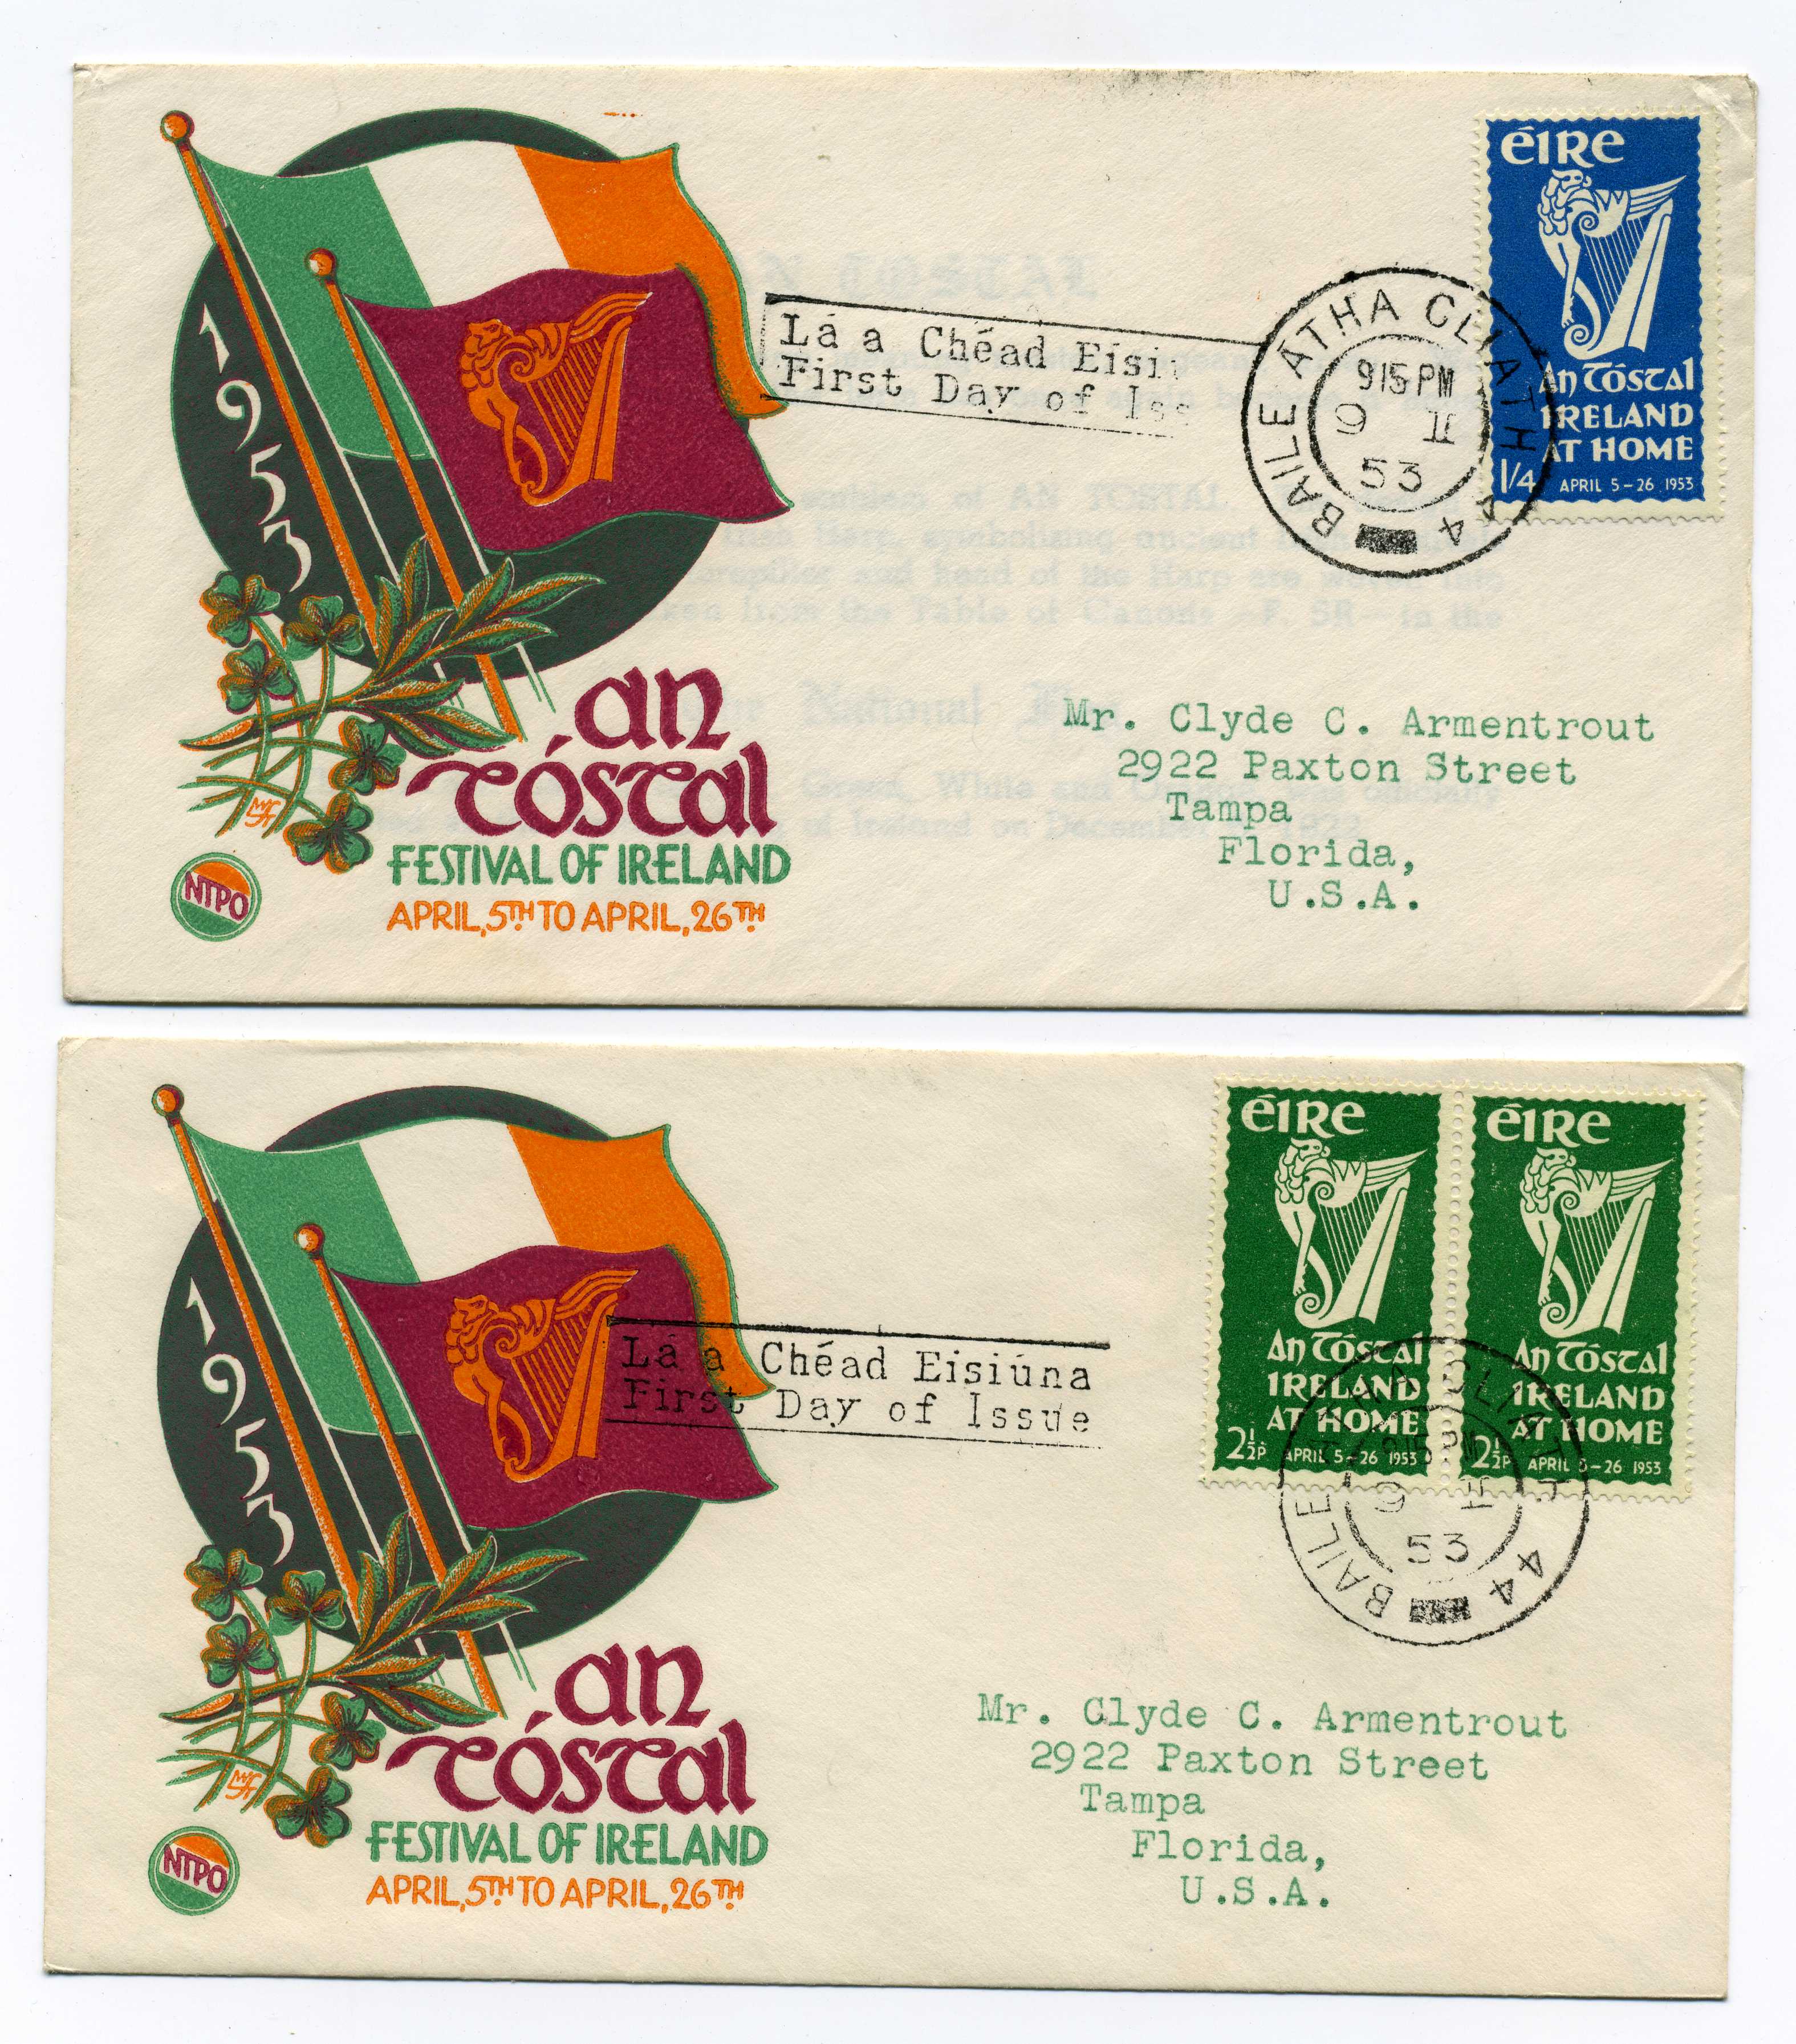 1953
an
tóstal
FESTIVAL OF IRELAND
APRIL, 5TH TO APRIL, 26TH
NTPO
Lá a Chéad Eisiú
First Day of Iss
BAILE ÁTHA CLIATH
915 PM
9 II
53
44
éire
An Tóstal
IRELAND
AT HOME
1/4 APRIL 5-26 1953
Mr. Clyde C. Armentrout
2922 Paxton Street
Tampa
Florida,
U.S.A.
1953
an
tóstal
FESTIVAL OF IRELAND
APRIL, 5TH TO APRIL, 26TH
NTPO
Lá a Chéad Eisiúna
First Day of Issue
éire
An Tóstal
IRELAND
AT HOME
2½P APRIL 5-26 1953
éire
An Tóstal
IRELAND
AT HOME
2½P APRIL 5-26 1953
BAILE ÁTHA CLIATH
PM
9
53
44
Mr. Clyde C. Armentrout
2922 Paxton Street
Tampa
Florida,
U.S.A.